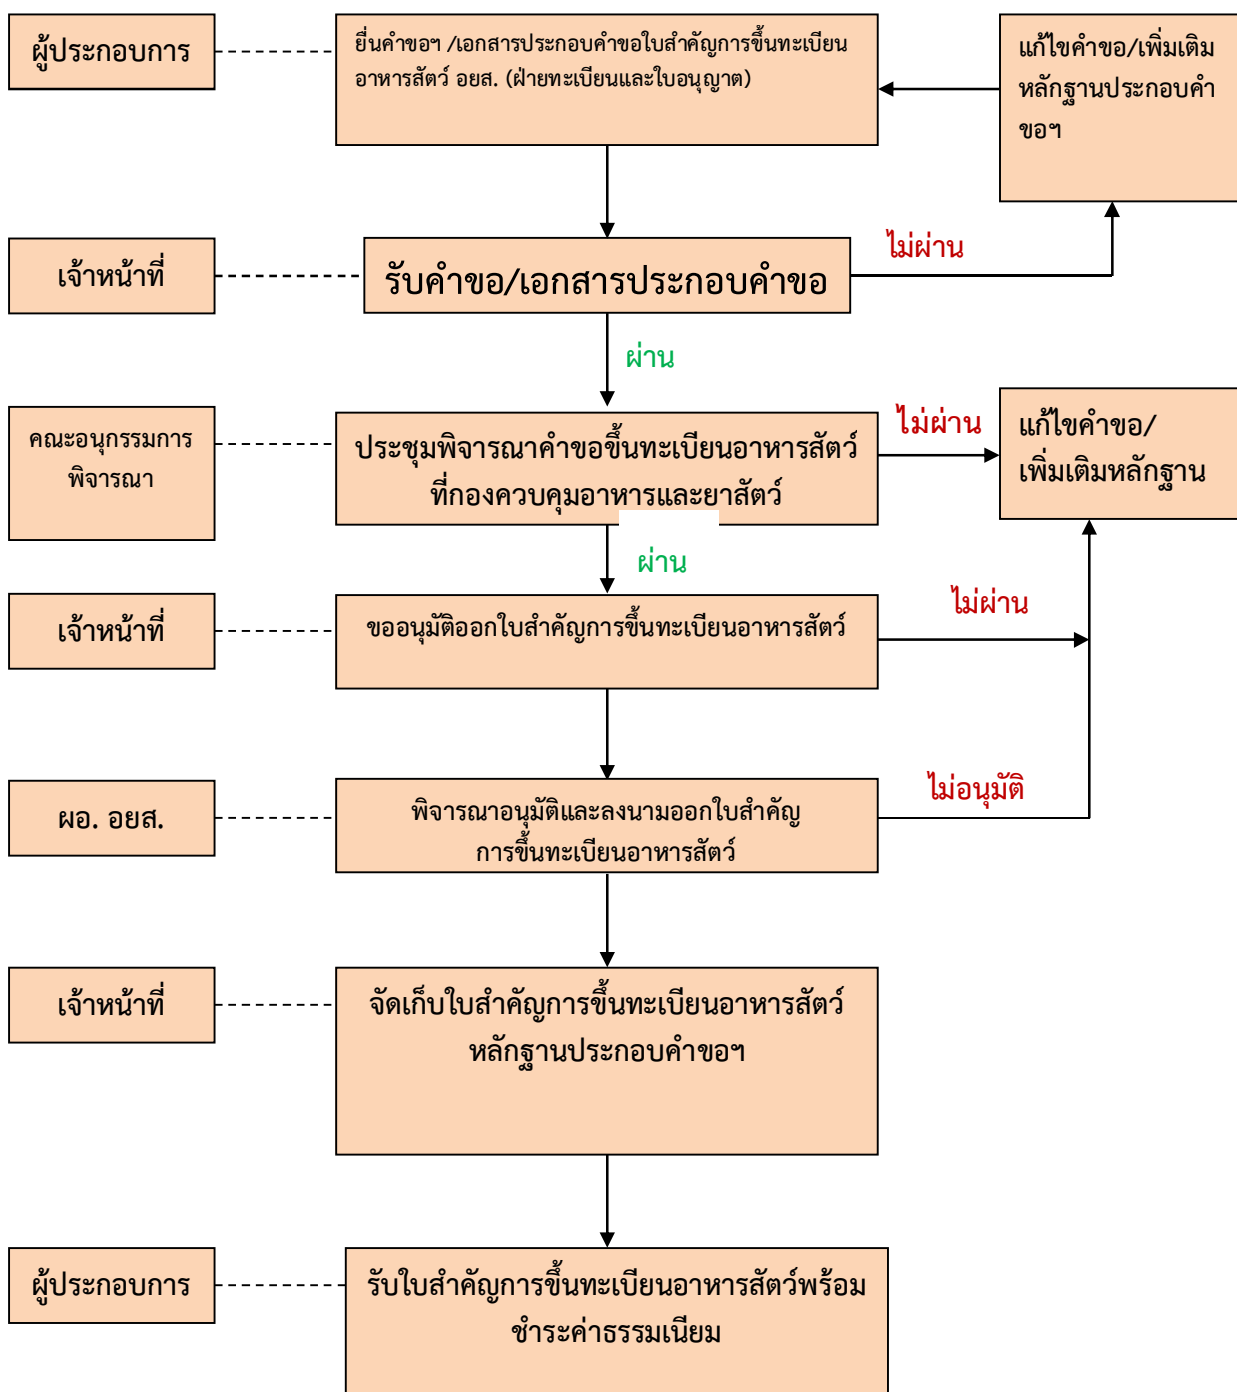 ผู้ประกอบการ
ยื่นคำขอฯ /เอกสารประกอบคำขอใบสำคัญการขึ้นทะเบียน
อาหารสัตว์ อยส. (ฝ่ายทะเบียนและใบอนุญาต)
แก้ไขคำขอ/เพิ่มเติม
หลักฐานประกอบคำ
ขอฯ
เจ้าหน้าที่
รับคำขอ/เอกสารประกอบคำขอ
ไม่ผ่าน
ผ่าน
คณะอนุกรรมการ
พิจารณา
ประชุมพิจารณาคำขอขึ้นทะเบียนอาหารสัตว์
ที่กองควบคุมอาหารและยาสัตว์
ไม่ผ่าน
แก้ไขคำขอ/
เพิ่มเติมหลักฐาน
ผ่าน
เจ้าหน้าที่
ขออนุมัติออกใบสำคัญการขึ้นทะเบียนอาหารสัตว์
ไม่ผ่าน
ผอ. อยส.
พิจารณาอนุมัติและลงนามออกใบสำคัญ
การขึ้นทะเบียนอาหารสัตว์
ไม่อนุมัติ
เจ้าหน้าที่
จัดเก็บใบสำคัญการขึ้นทะเบียนอาหารสัตว์
หลักฐานประกอบคำขอฯ
ผู้ประกอบการ
รับใบสำคัญการขึ้นทะเบียนอาหารสัตว์พร้อม
ชำระค่าธรรมเนียม